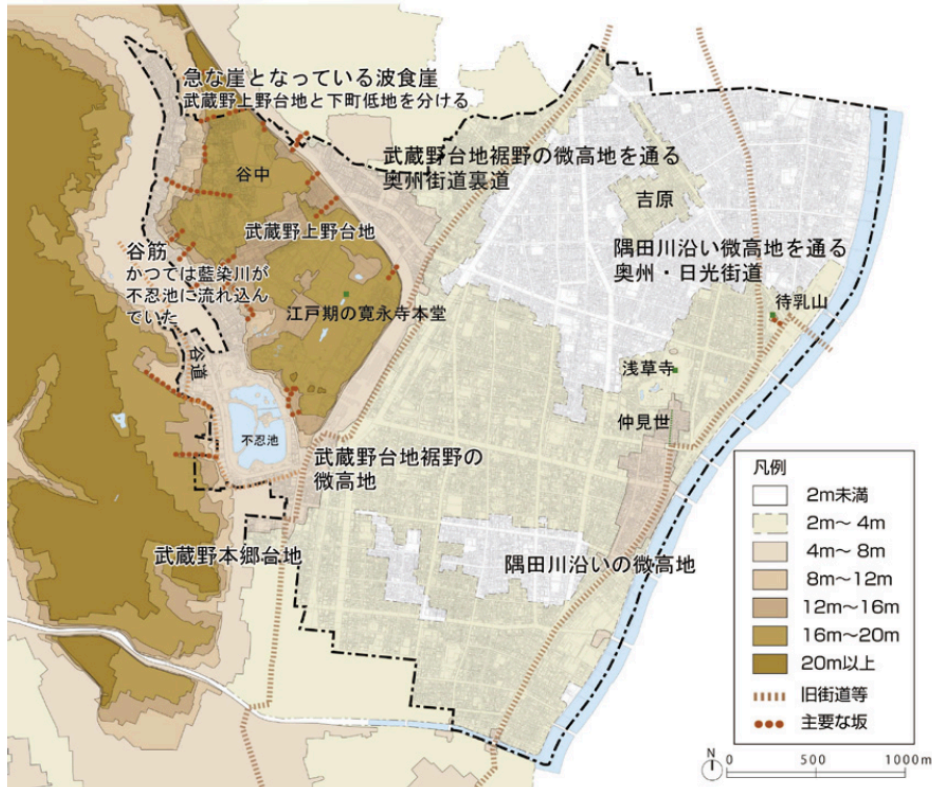 急な崖となっている波食崖
武蔵野上野台地と下町低地を分ける
武蔵野台地裾野の微高地を通る
奥州街道裏道
谷中
吉原
武蔵野上野台地
隅田川沿い微高地を通る
奥州・日光街道
谷筋
かつては藍染川が
不忍池に流れ込ん
でいた
江戸期の寛永寺本堂
待乳山
谷道
浅草寺
仲見世
不忍池
武蔵野台地裾野の
微高地
武蔵野本郷台地
隅田川沿いの微高地
凡例
2m未満
2m〜4m
4m〜8m
8m〜12m
12m〜16m
16m〜20m
20m以上
旧街道等
主要な坂
N
0 500 1000m